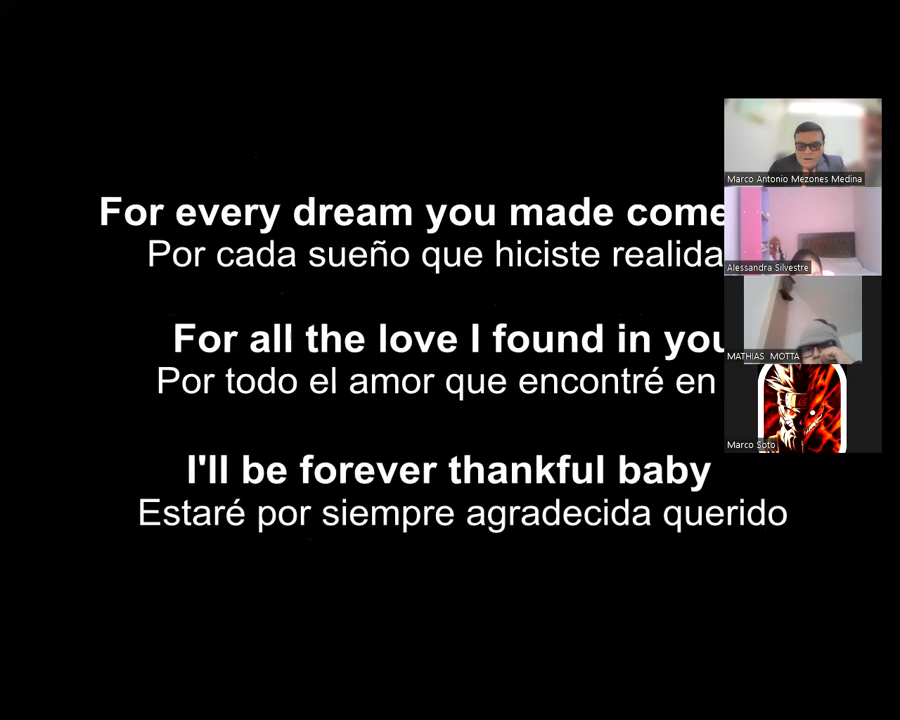 For every dream you made come
Por cada sueño que hiciste realida
For all the love I found in you
Por todo el amor que encontré en
I'll be forever thankful baby
Estaré por siempre agradecida querido
Marco Antonio Mezones Medina
Alessandra Silvestre
MATHIAS MOTTA
Marco Soto